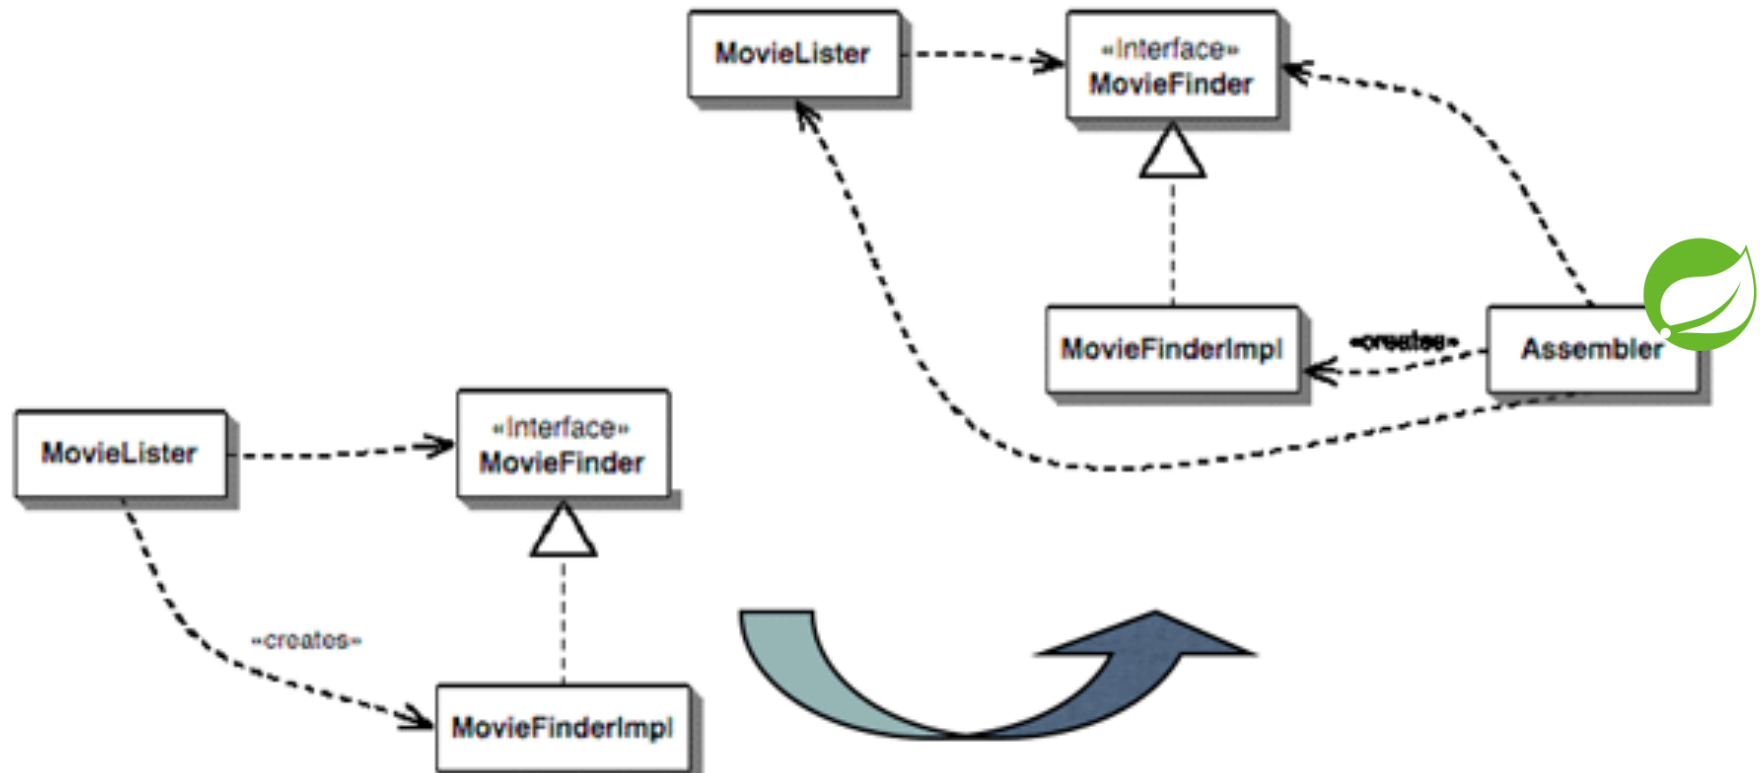 MovieLister
«Interface»
MovieFinder
MovieFinderImpl
«creates»
Assembler
MovieLister
«Interface»
MovieFinder
«creates»
MovieFinderImpl